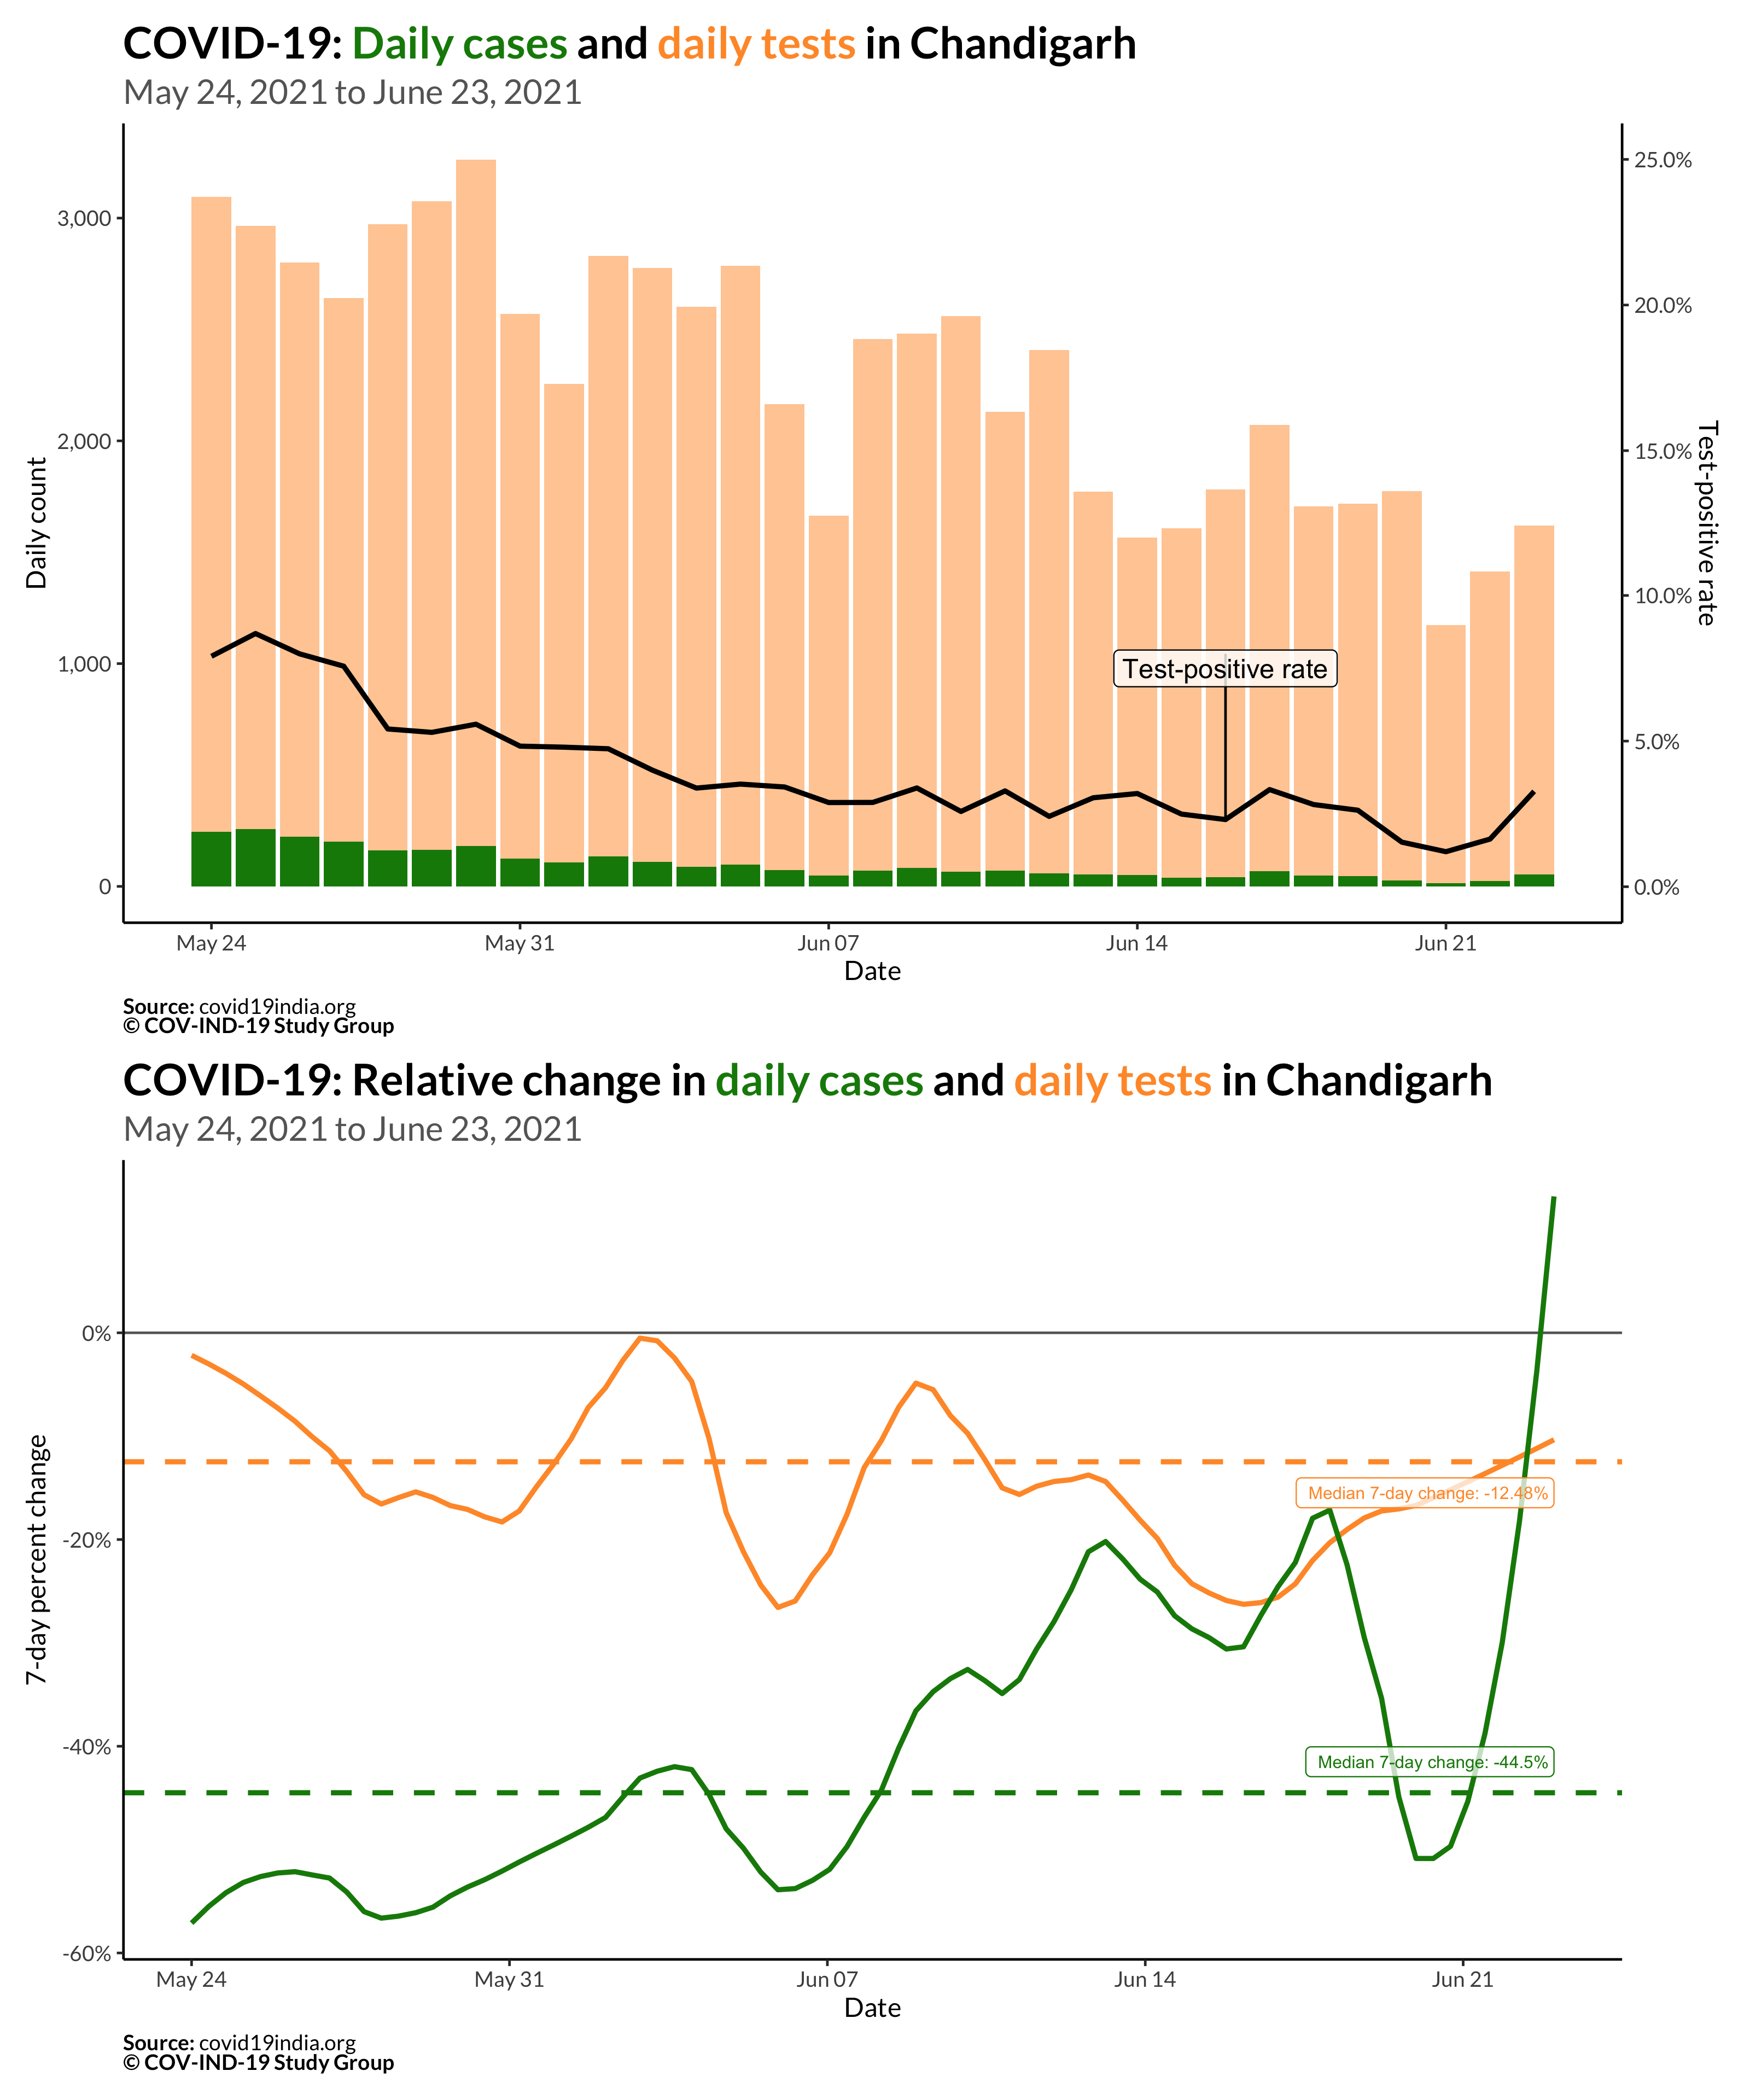 COVID-19: Daily cases and daily tests in Chandigarh
May 24, 2021 to June 23, 2021
25.0%
3,000
20.0%
2,000
15.0%
Daily count
Test-positive rate
10.0%
1,000
Test-positive rate
5.0%
0
0.0%
May 24 May 31 Jun 07 Jun 14 Jun 21
Date
Source: covid19india.org
© COV-IND-19 Study Group
COVID-19: Relative change in daily cases and daily tests in Chandigarh
May 24, 2021 to June 23, 2021
0%
7-day percent change
Median 7-day change: -12.48%
-20%
-40%
Median 7-day change: -44.5%
-60%
May 24 May 31 Jun 07 Jun 14 Jun 21
Date
Source: covid19india.org
© COV-IND-19 Study Group